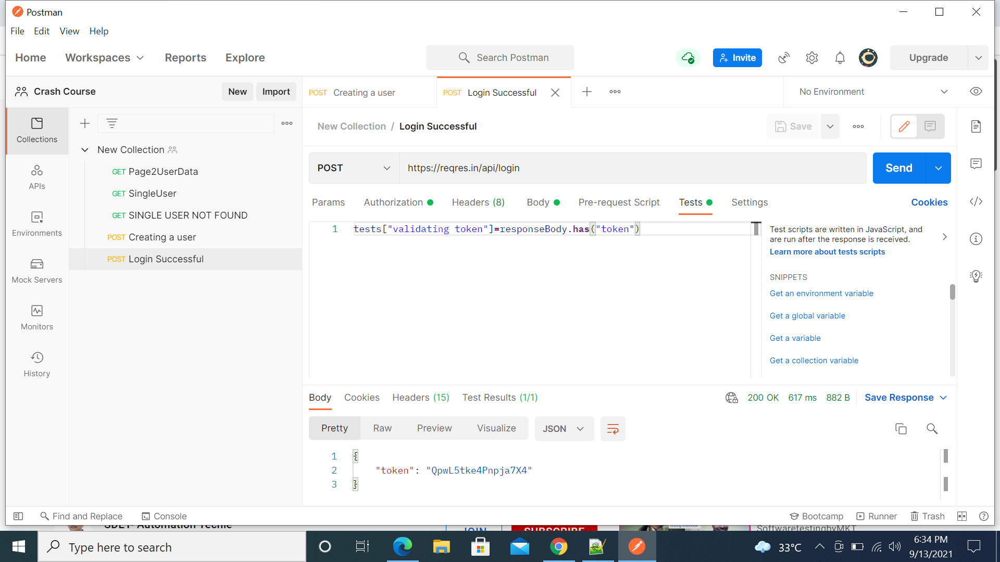 Postman
File Edit View Help
Home Workspaces Reports Explore Search Postman Invite Upgrade
Crash Course New Import POST Creating a user POST Login Successful No Environment
Collections
APIs
Environments
Mock Servers
Monitors
History
New Collection
GET Page2UserData
GET SingleUser
GET SINGLE USER NOT FOUND
POST Creating a user
POST Login Successful
New Collection / Login Successful Save
POST https://reqres.in/api/login Send
Params Authorization Headers (8) Body Pre-request Script Tests Settings Cookies
1 tests["validating token"]=responseBody.has("token")
Test scripts are written in JavaScript, and
are run after the response is received.
Learn more about tests scripts
SNIPPETS
Get an environment variable
Get a global variable
Get a variable
Get a collection variable
Body Cookies Headers (15) Test Results (1/1) 200 OK 617 ms 882 B Save Response
Pretty Raw Preview Visualize JSON
1 {
2 "token": "QpwL5tke4Pnpja7X4"
3 }
Find and Replace Console Bootcamp Runner Trash
SDET- Automation Techie JOIN SUBSCRIBE SoftwaretestingbyMKT
Type here to search 33°C 6:34 PM
9/13/2021